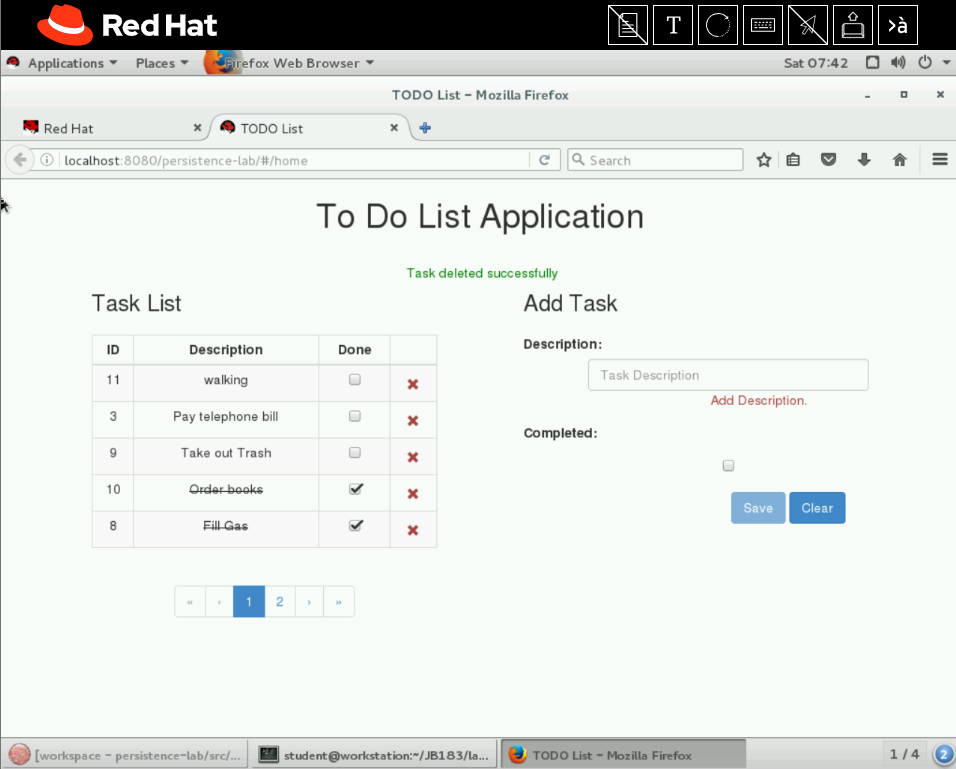 Red Hat
T
>à
Applications Places Firefox Web Browser Sat 07:42
TODO List – Mozilla Firefox
Red Hat TODO List
localhost:8080/persistence-lab/#/home Search
To Do List Application
Task deleted successfully
Task List
ID Description Done
11 walking
3 Pay telephone bill
9 Take out Trash
10 Order books
8 Fill Gas
« ‹ 1 2 › »
Add Task
Description:
Task Description
Add Description.
Completed:
Save Clear
[workspace – persistence-lab/src/... student@workstation:~/JB183/la... TODO List – Mozilla Firefox 1 / 4 2